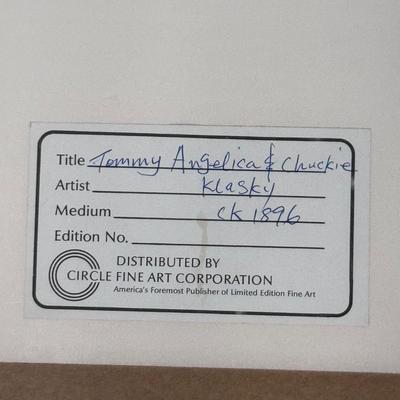 Title Tommy Angelica & Chuckie
Artist Klasky
Medium CK 1896
Edition No.
DISTRIBUTED BY
CIRCLE FINE ART CORPORATION
America's Foremost Publisher of Limited Edition Fine Art